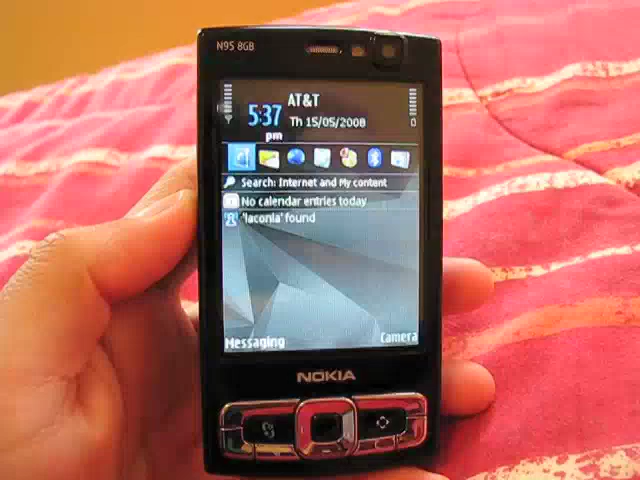 N95 8GB
AT&T
5:37 pm
Th 15/05/2008
Search: Internet and My content
No calendar entries today
'laconia' found
Messaging
Camera
NOKIA